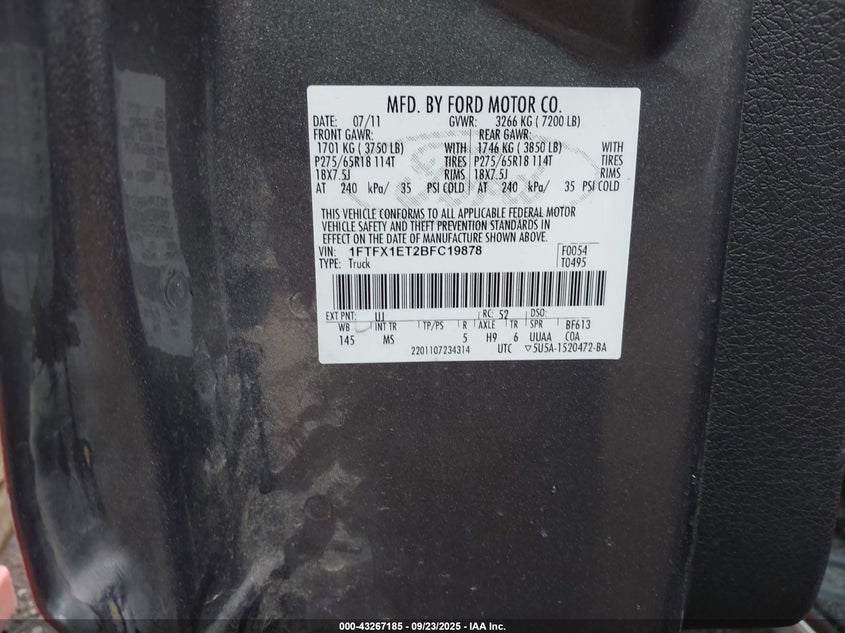 MFD. BY FORD MOTOR CO.
DATE: 07/11 GVWR: 3266 KG ( 7200 LB)
FRONT GAWR: REAR GAWR:
1701 KG ( 3750 LB) WITH 1746 KG ( 3850 LB) WITH
P275/65R18 114T TIRES P275/65R18 114T TIRES
18X7.5J RIMS 18X7.5J RIMS
AT 240 kPa/ 35 PSI COLD AT 240 kPa/ 35 PSI COLD
THIS VEHICLE CONFORMS TO ALL APPLICABLE FEDERAL MOTOR
VEHICLE SAFETY AND THEFT PREVENTION STANDARDS IN
EFFECT ON THE DATE OF MANUFACTURE SHOWN ABOVE.
VIN: 1FTFX1ET2BFC19878 F0054
TYPE: Truck T0495
EXT PNT: UJ RC: 52 DSO:
WB INT TR TP/PS R AXLE TR SPR BF613
145 MS 5 H9 6 UUAA COA
2201107234314 UTC ▽5U5A-1520472-BA
000-43267185 - 09/23/2025 - IAA Inc.